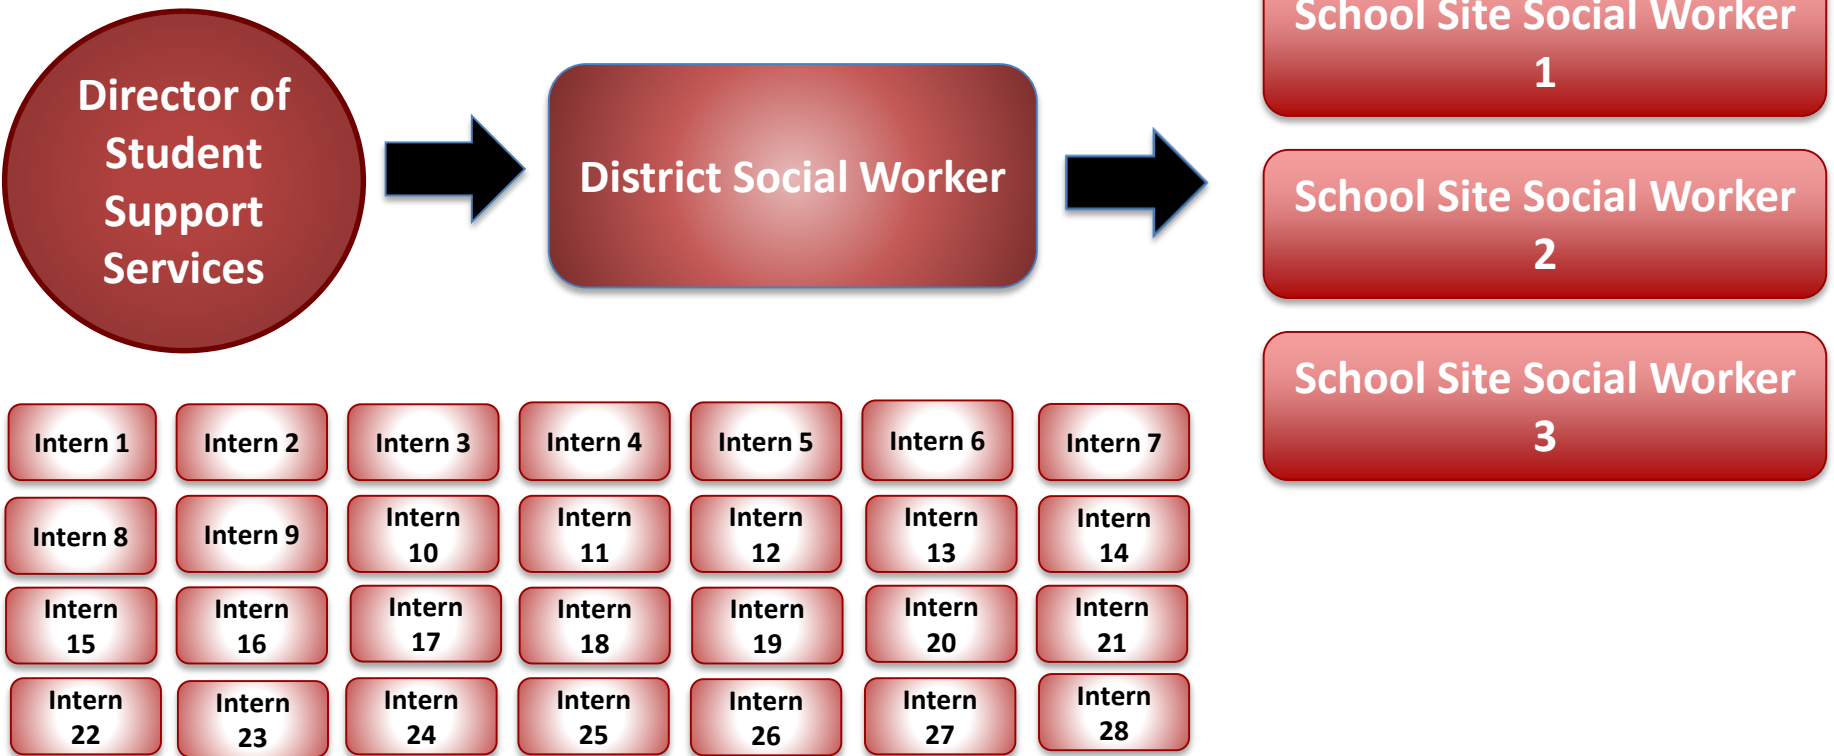 Director of
Student
Support
Services
District Social Worker
School Site Social Worker
1
School Site Social Worker
2
School Site Social Worker
3
Intern 1
Intern 2
Intern 3
Intern 4
Intern 5
Intern 6
Intern 7
Intern 8
Intern 9
Intern
10
Intern
11
Intern
12
Intern
13
Intern
14
Intern
15
Intern
16
Intern
17
Intern
18
Intern
19
Intern
20
Intern
21
Intern
22
Intern
23
Intern
24
Intern
25
Intern
26
Intern
27
Intern
28